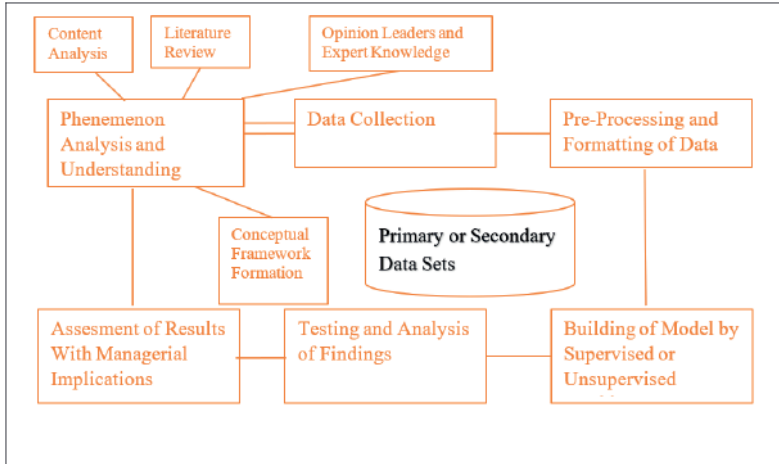 Content
Analysis
Literature
Review
Opinion Leaders and
Expert Knowledge
Phenemenon
Analysis and
Understanding
Data Collection
Pre-Processing and
Formatting of Data
Conceptual
Framework
Formation
Primary or Secondary
Data Sets
Assesment of Results
With Managerial
Implications
Testing and Analysis
of Findings
Building of Model by
Supervised or
Unsupervised